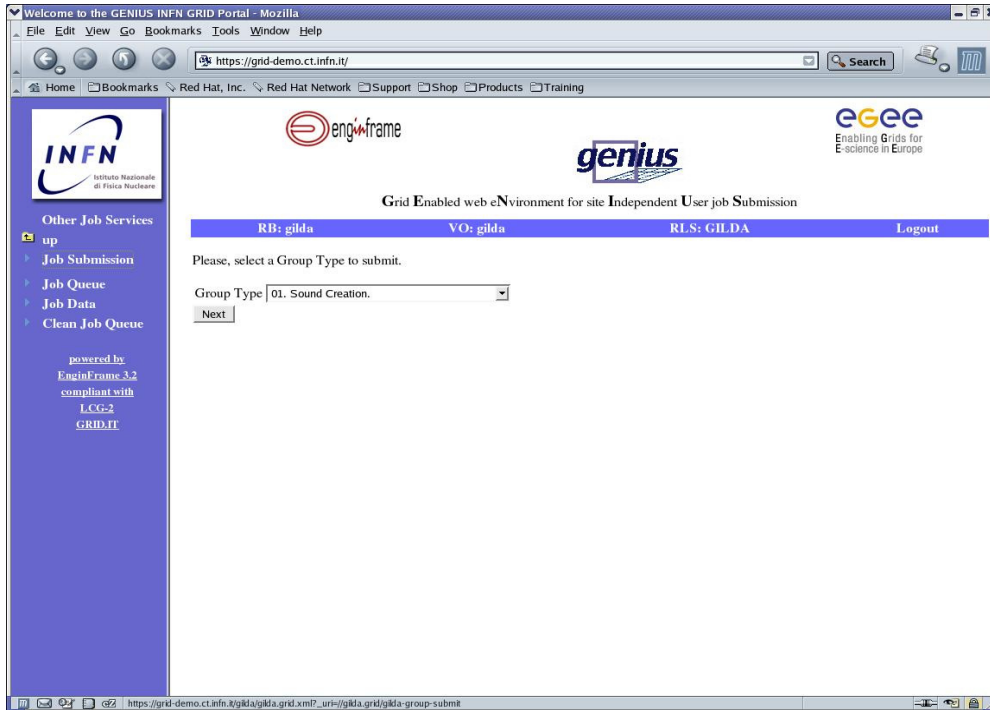 Welcome to the GENIUS INFN GRID Portal - Mozilla
File Edit View Go Bookmarks Tools Window Help
https://grid-demo.ct.infn.it/
Search
Home Bookmarks Red Hat, Inc. Red Hat Network Support Shop Products Training
INFN
Istituto Nazionale
di Fisica Nucleare
enginframe
genius
egee
Enabling Grids for
E-science in Europe
Grid Enabled web eNvironment for site Independent User job Submission
RB: gilda VO: gilda RLS: GILDA Logout
Other Job Services
up
Job Submission
Job Queue
Job Data
Clean Job Queue
powered by
EnginFrame 3.2
compliant with
LCG-2
GRID.IT
Please, select a Group Type to submit.
Group Type 01. Sound Creation.
Next
https://grid-demo.ct.infn.it/gilda/gilda.grid.xml?_uri=//gilda.grid/gilda-group-submit